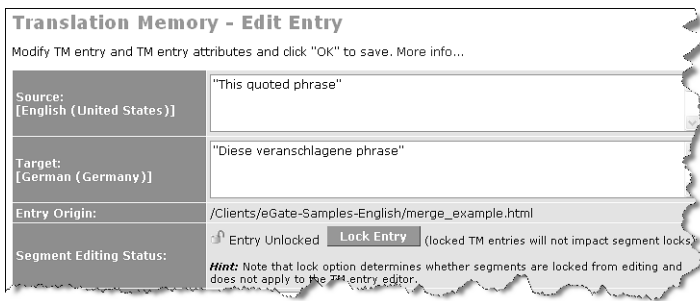 Translation Memory - Edit Entry
Modify TM entry and TM entry attributes and click "OK" to save. More info...
Source:
[English (United States)]
"This quoted phrase"
Target:
[German (Germany)]
"Diese veranschlagene phrase"
Entry Origin:
/Clients/eGate-Samples-English/merge_example.html
Segment Editing Status:
Entry Unlocked Lock Entry (locked TM entries will not impact segment locks)
Hint: Note that lock option determines whether segments are locked from editing and
does not apply to the TM entry editor.